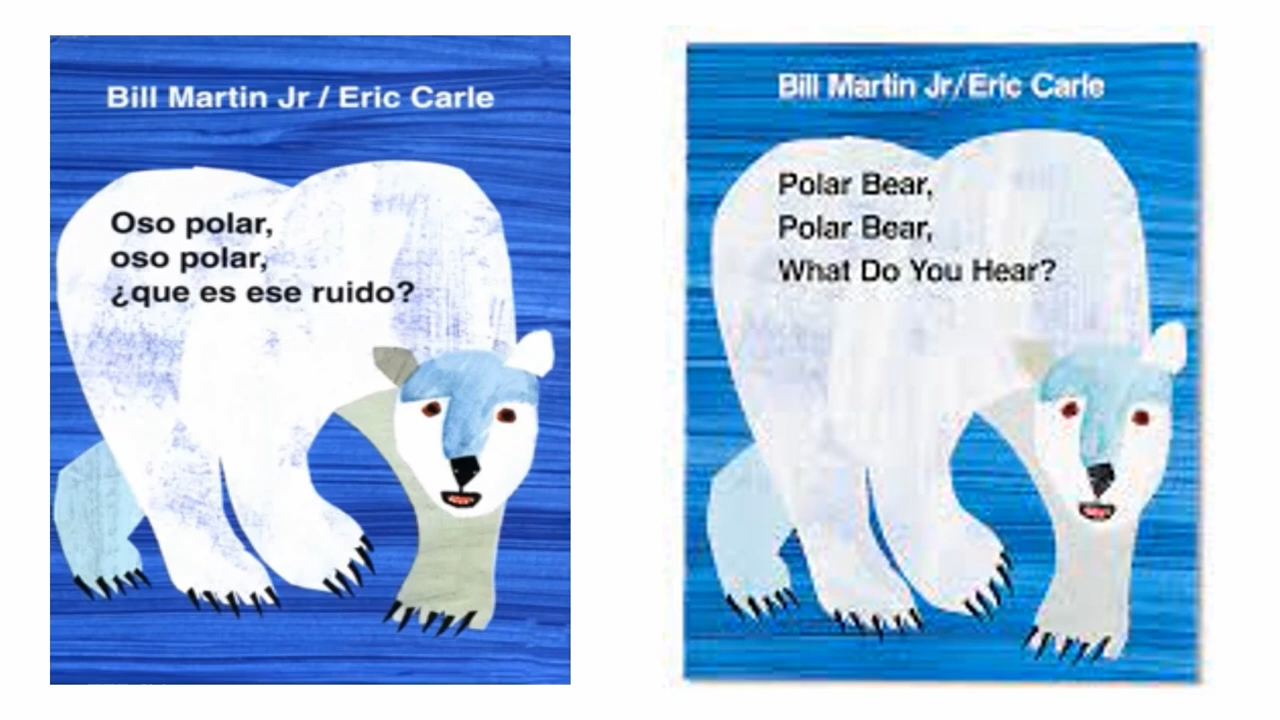 Bill Martin Jr / Eric Carle
Oso polar,
oso polar,
¿que es ese ruido?
Bill Martin Jr/Eric Carle
Polar Bear,
Polar Bear,
What Do You Hear?